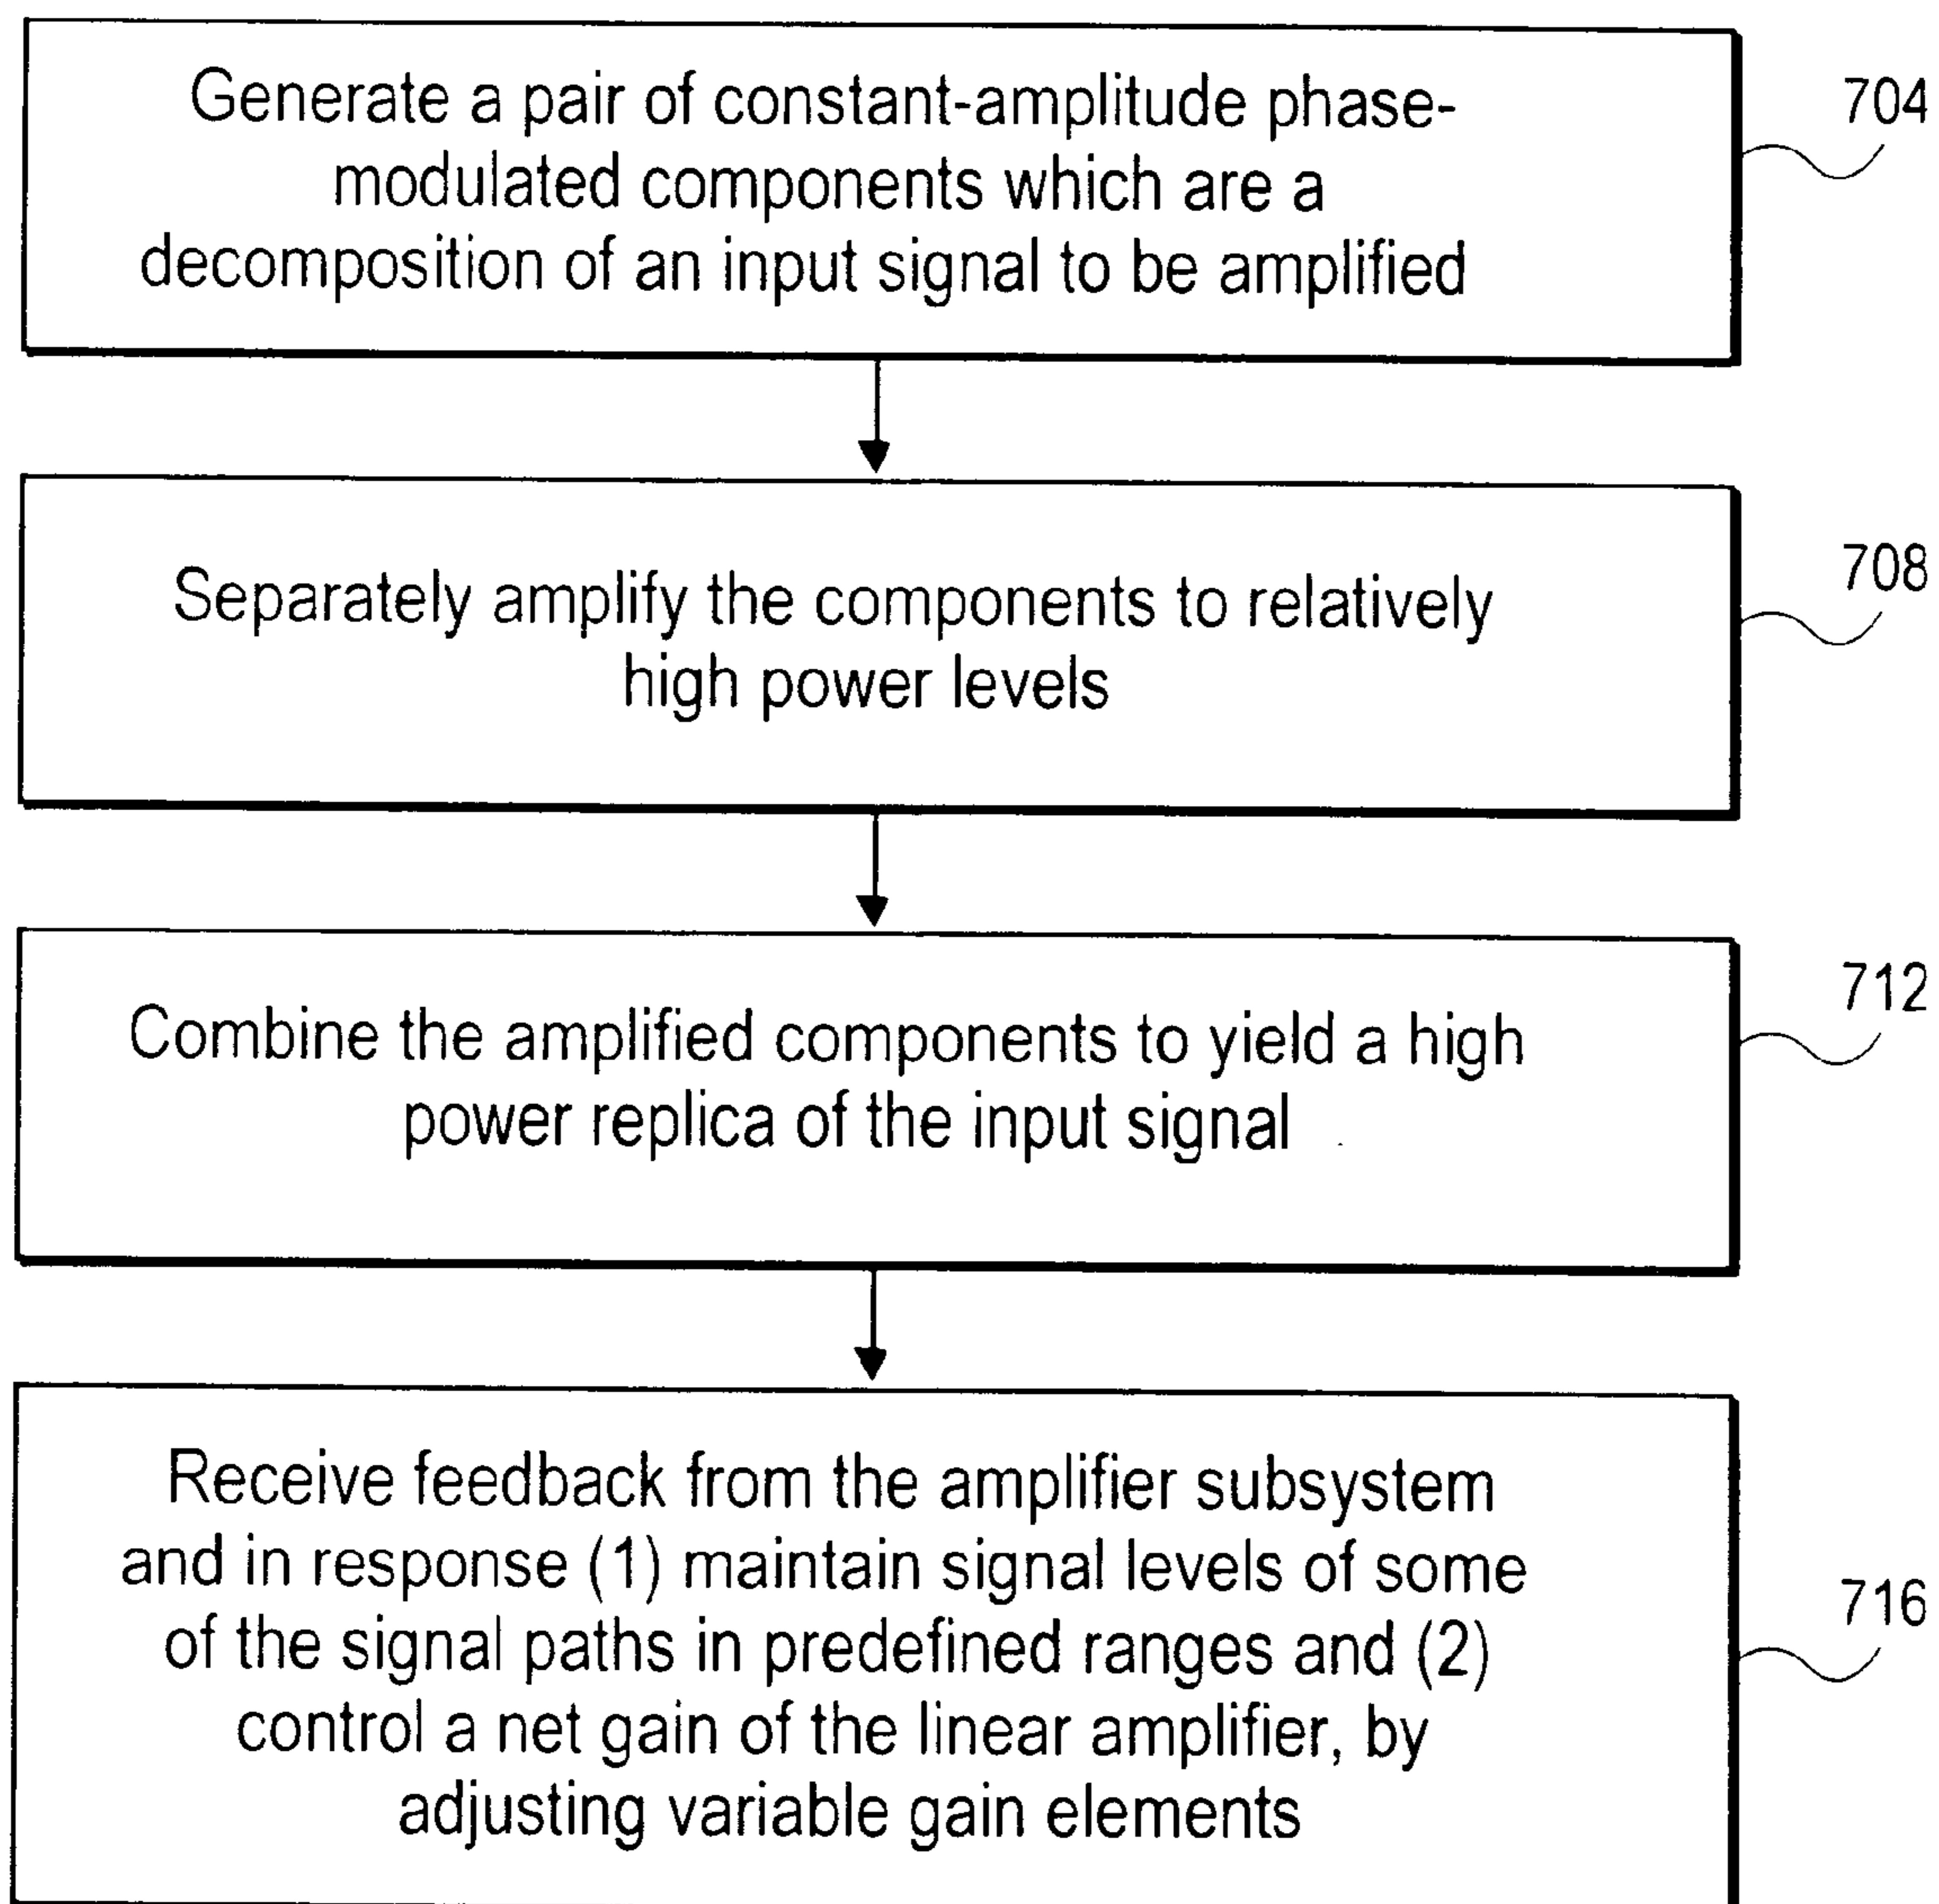 Generate a pair of constant-amplitude phase-
modulated components which are a
decomposition of an input signal to be amplified
704
Separately amplify the components to relatively
high power levels
708
Combine the amplified components to yield a high
power replica of the input signal
712
Receive feedback from the amplifier subsystem
and in response (1) maintain signal levels of some
of the signal paths in predefined ranges and (2)
control a net gain of the linear amplifier, by
adjusting variable gain elements
716